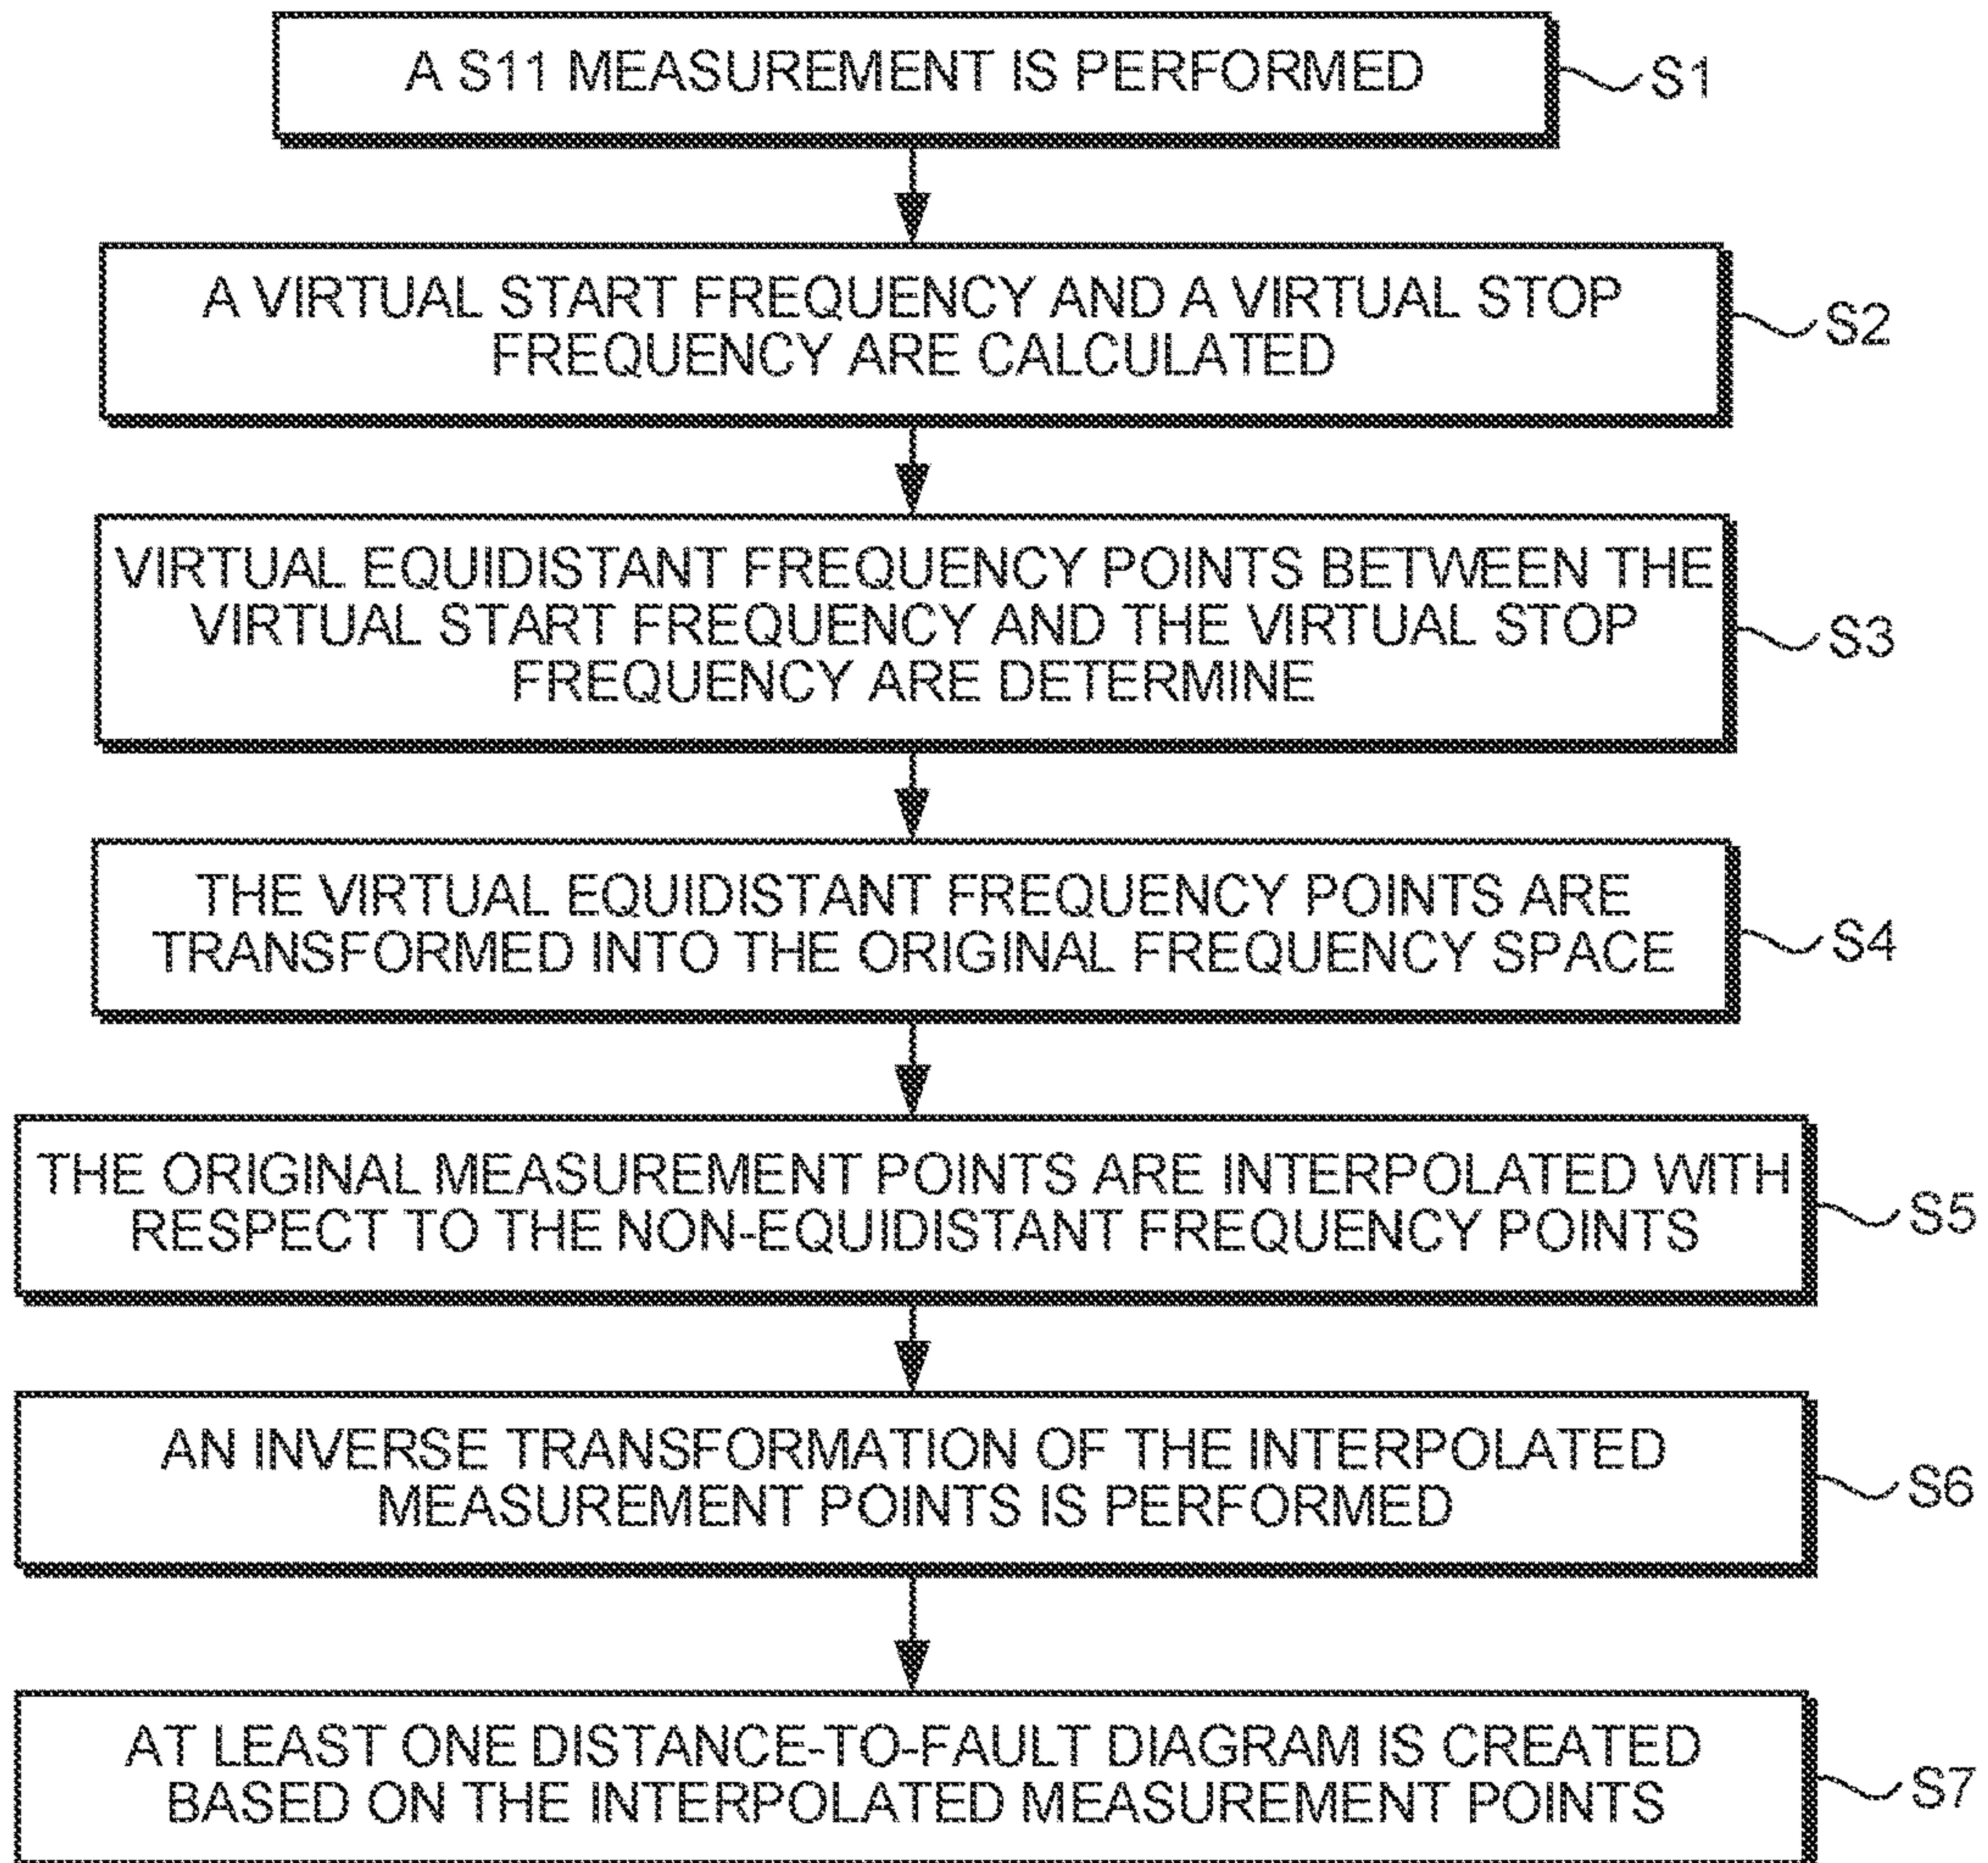 A S11 MEASUREMENT IS PERFORMED
S1
A VIRTUAL START FREQUENCY AND A VIRTUAL STOP
FREQUENCY ARE CALCULATED
S2
VIRTUAL EQUIDISTANT FREQUENCY POINTS BETWEEN THE
VIRTUAL START FREQUENCY AND THE VIRTUAL STOP
FREQUENCY ARE DETERMINE
S3
THE VIRTUAL EQUIDISTANT FREQUENCY POINTS ARE
TRANSFORMED INTO THE ORIGINAL FREQUENCY SPACE
S4
THE ORIGINAL MEASUREMENT POINTS ARE INTERPOLATED WITH
RESPECT TO THE NON-EQUIDISTANT FREQUENCY POINTS
S5
AN INVERSE TRANSFORMATION OF THE INTERPOLATED
MEASUREMENT POINTS IS PERFORMED
S6
AT LEAST ONE DISTANCE-TO-FAULT DIAGRAM IS CREATED
BASED ON THE INTERPOLATED MEASUREMENT POINTS
S7